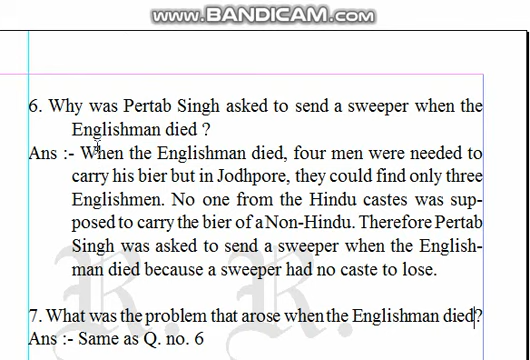 www.BANDICAM.com
6. Why was Pertab Singh asked to send a sweeper when the
Englishman died ?
Ans :- When the Englishman died, four men were needed to
carry his bier but in Jodhpore, they could find only three
Englishmen. No one from the Hindu castes was sup-
posed to carry the bier of a Non-Hindu. Therefore Pertab
Singh was asked to send a sweeper when the English-
man died because a sweeper had no caste to lose.
R. R.
7. What was the problem that arose when the Englishman died?
Ans :- Same as Q. no. 6